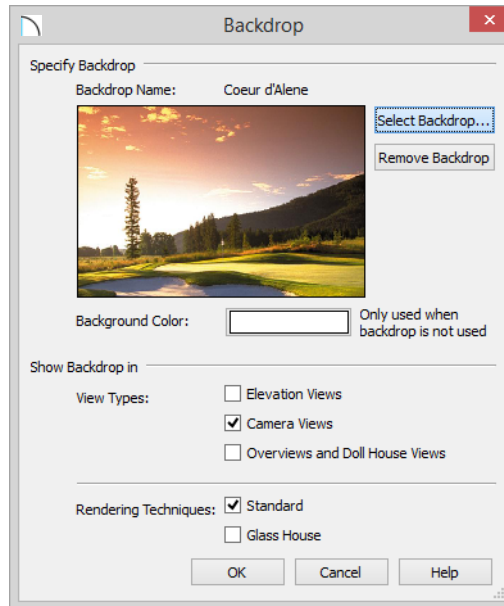 Backdrop
Specify Backdrop
Backdrop Name: Coeur d'Alene
Select Backdrop...
Remove Backdrop
Background Color: Only used when
backdrop is not used
Show Backdrop in
View Types: Elevation Views
Camera Views
Overviews and Doll House Views
Rendering Techniques: Standard
Glass House
OK Cancel Help